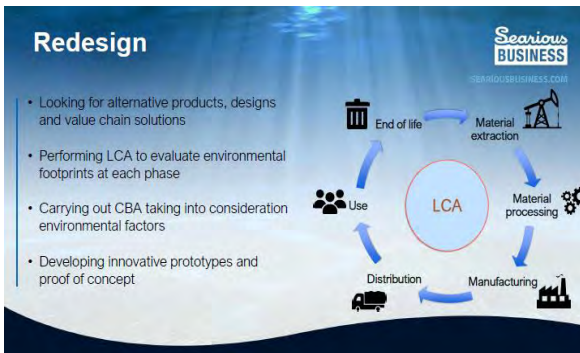 Redesign
Searious
BUSINESS
SEARIOUSBUSINESS.COM
• Looking for alternative products, designs
and value chain solutions
• Performing LCA to evaluate environmental
footprints at each phase
• Carrying out CBA taking into consideration
environmental factors
• Developing innovative prototypes and
proof of concept
End of life
Material
extraction
Use
LCA
Material
processing
Distribution
Manufacturing